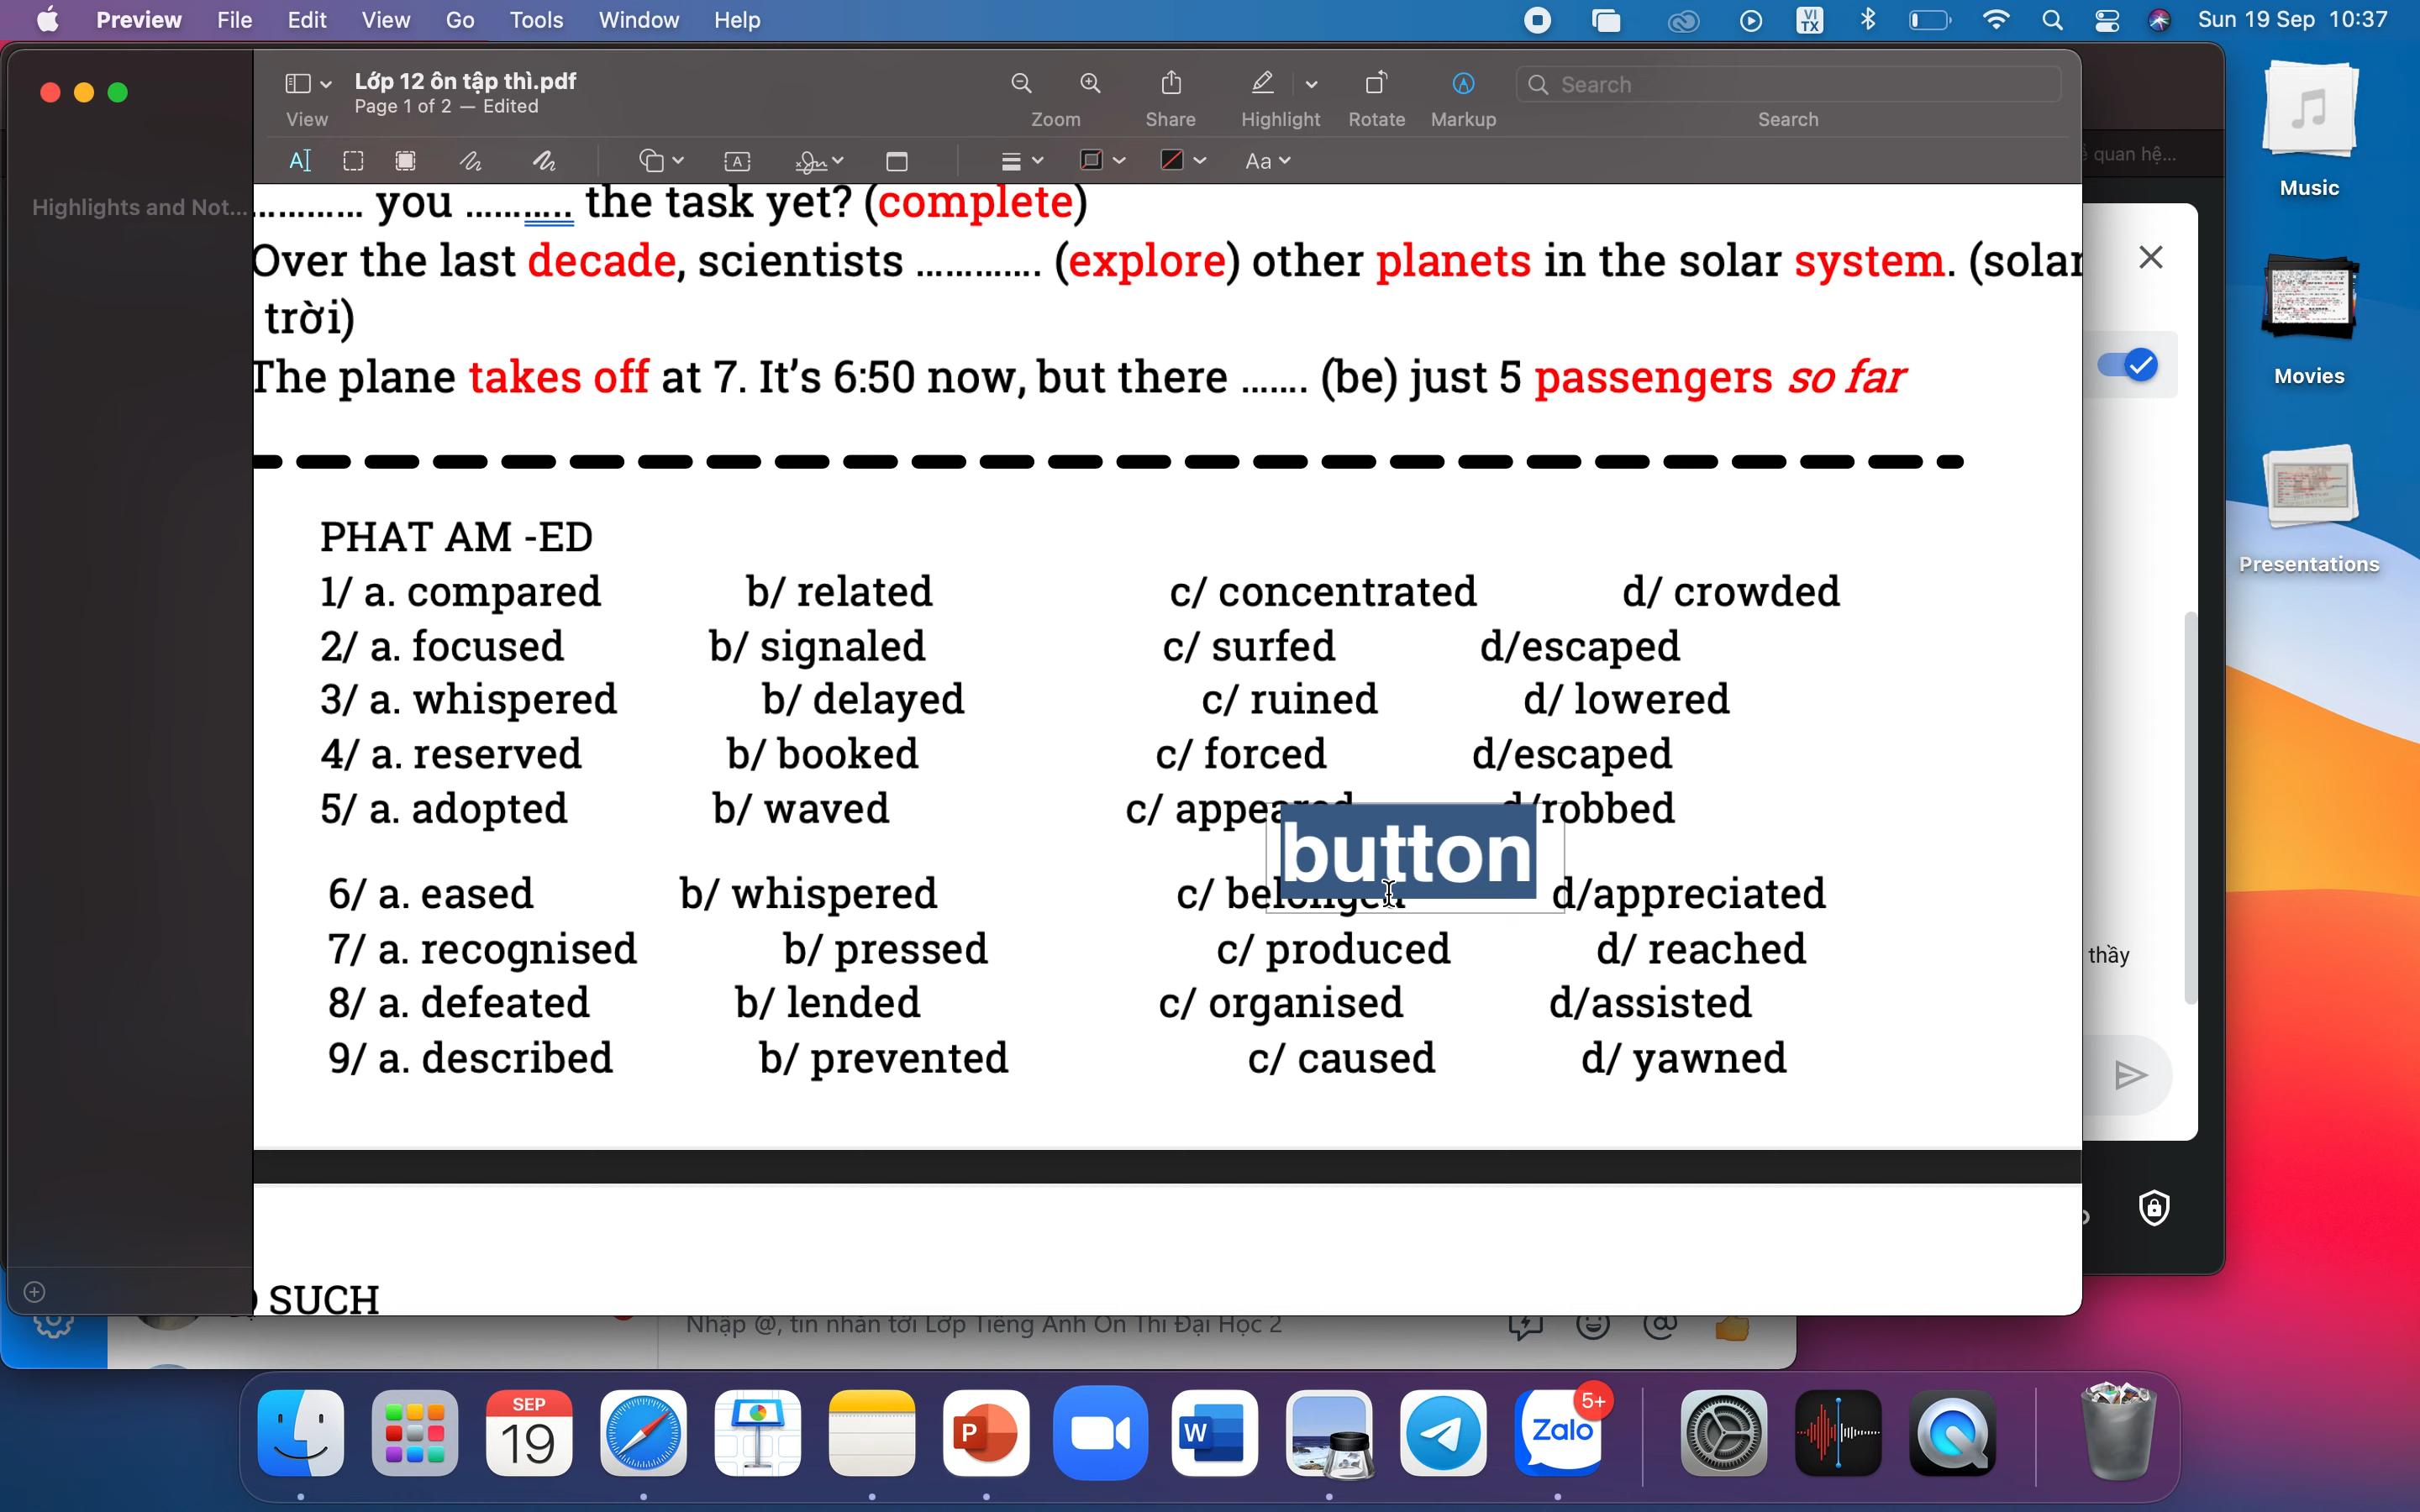 Preview File Edit View Go Tools Window Help VI TX Sun 19 Sep 10:37
Lớp 12 ôn tập thì.pdf
Page 1 of 2 — Edited
View Zoom Share Highlight Rotate Markup Search
Search
A Aa
quan hệ...
Highlights and Not...
Music
Movies
Presentations
............ you ........... the task yet? (complete)
Over the last decade, scientists ............. (explore) other planets in the solar system. (solar
trời)
The plane takes off at 7. It's 6:50 now, but there ....... (be) just 5 passengers so far
PHAT AM -ED
1/ a. compared b/ related c/ concentrated d/ crowded
2/ a. focused b/ signaled c/ surfed d/escaped
3/ a. whispered b/ delayed c/ ruined d/ lowered
4/ a. reserved b/ booked c/ forced d/escaped
5/ a. adopted b/ waved c/ appeared d/robbed
button
6/ a. eased b/ whispered c/ belonged d/appreciated
7/ a. recognised b/ pressed c/ produced d/ reached
8/ a. defeated b/ lended c/ organised d/assisted
9/ a. described b/ prevented c/ caused d/ yawned
thầy
SUCH
Nhập @, tin nhắn tới Lớp Tiếng Anh Ôn Thi Đại Học 2
SEP
19
P
W
Zalo
5+